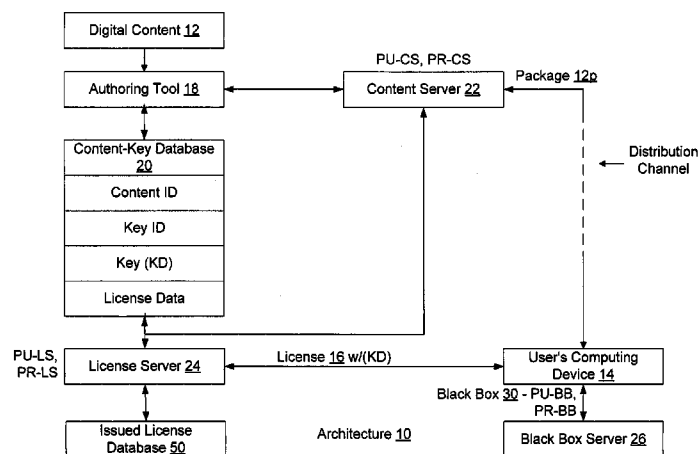 Digital Content 12
PU-CS, PR-CS
Package 12p
Authoring Tool 18
Content Server 22
Content-Key Database
20
Content ID
Key ID
Key (KD)
License Data
Distribution
Channel
PU-LS,
PR-LS
License Server 24
License 16 w/(KD)
User's Computing
Device 14
Black Box 30 - PU-BB,
PR-BB
Issued License
Database 50
Architecture 10
Black Box Server 26